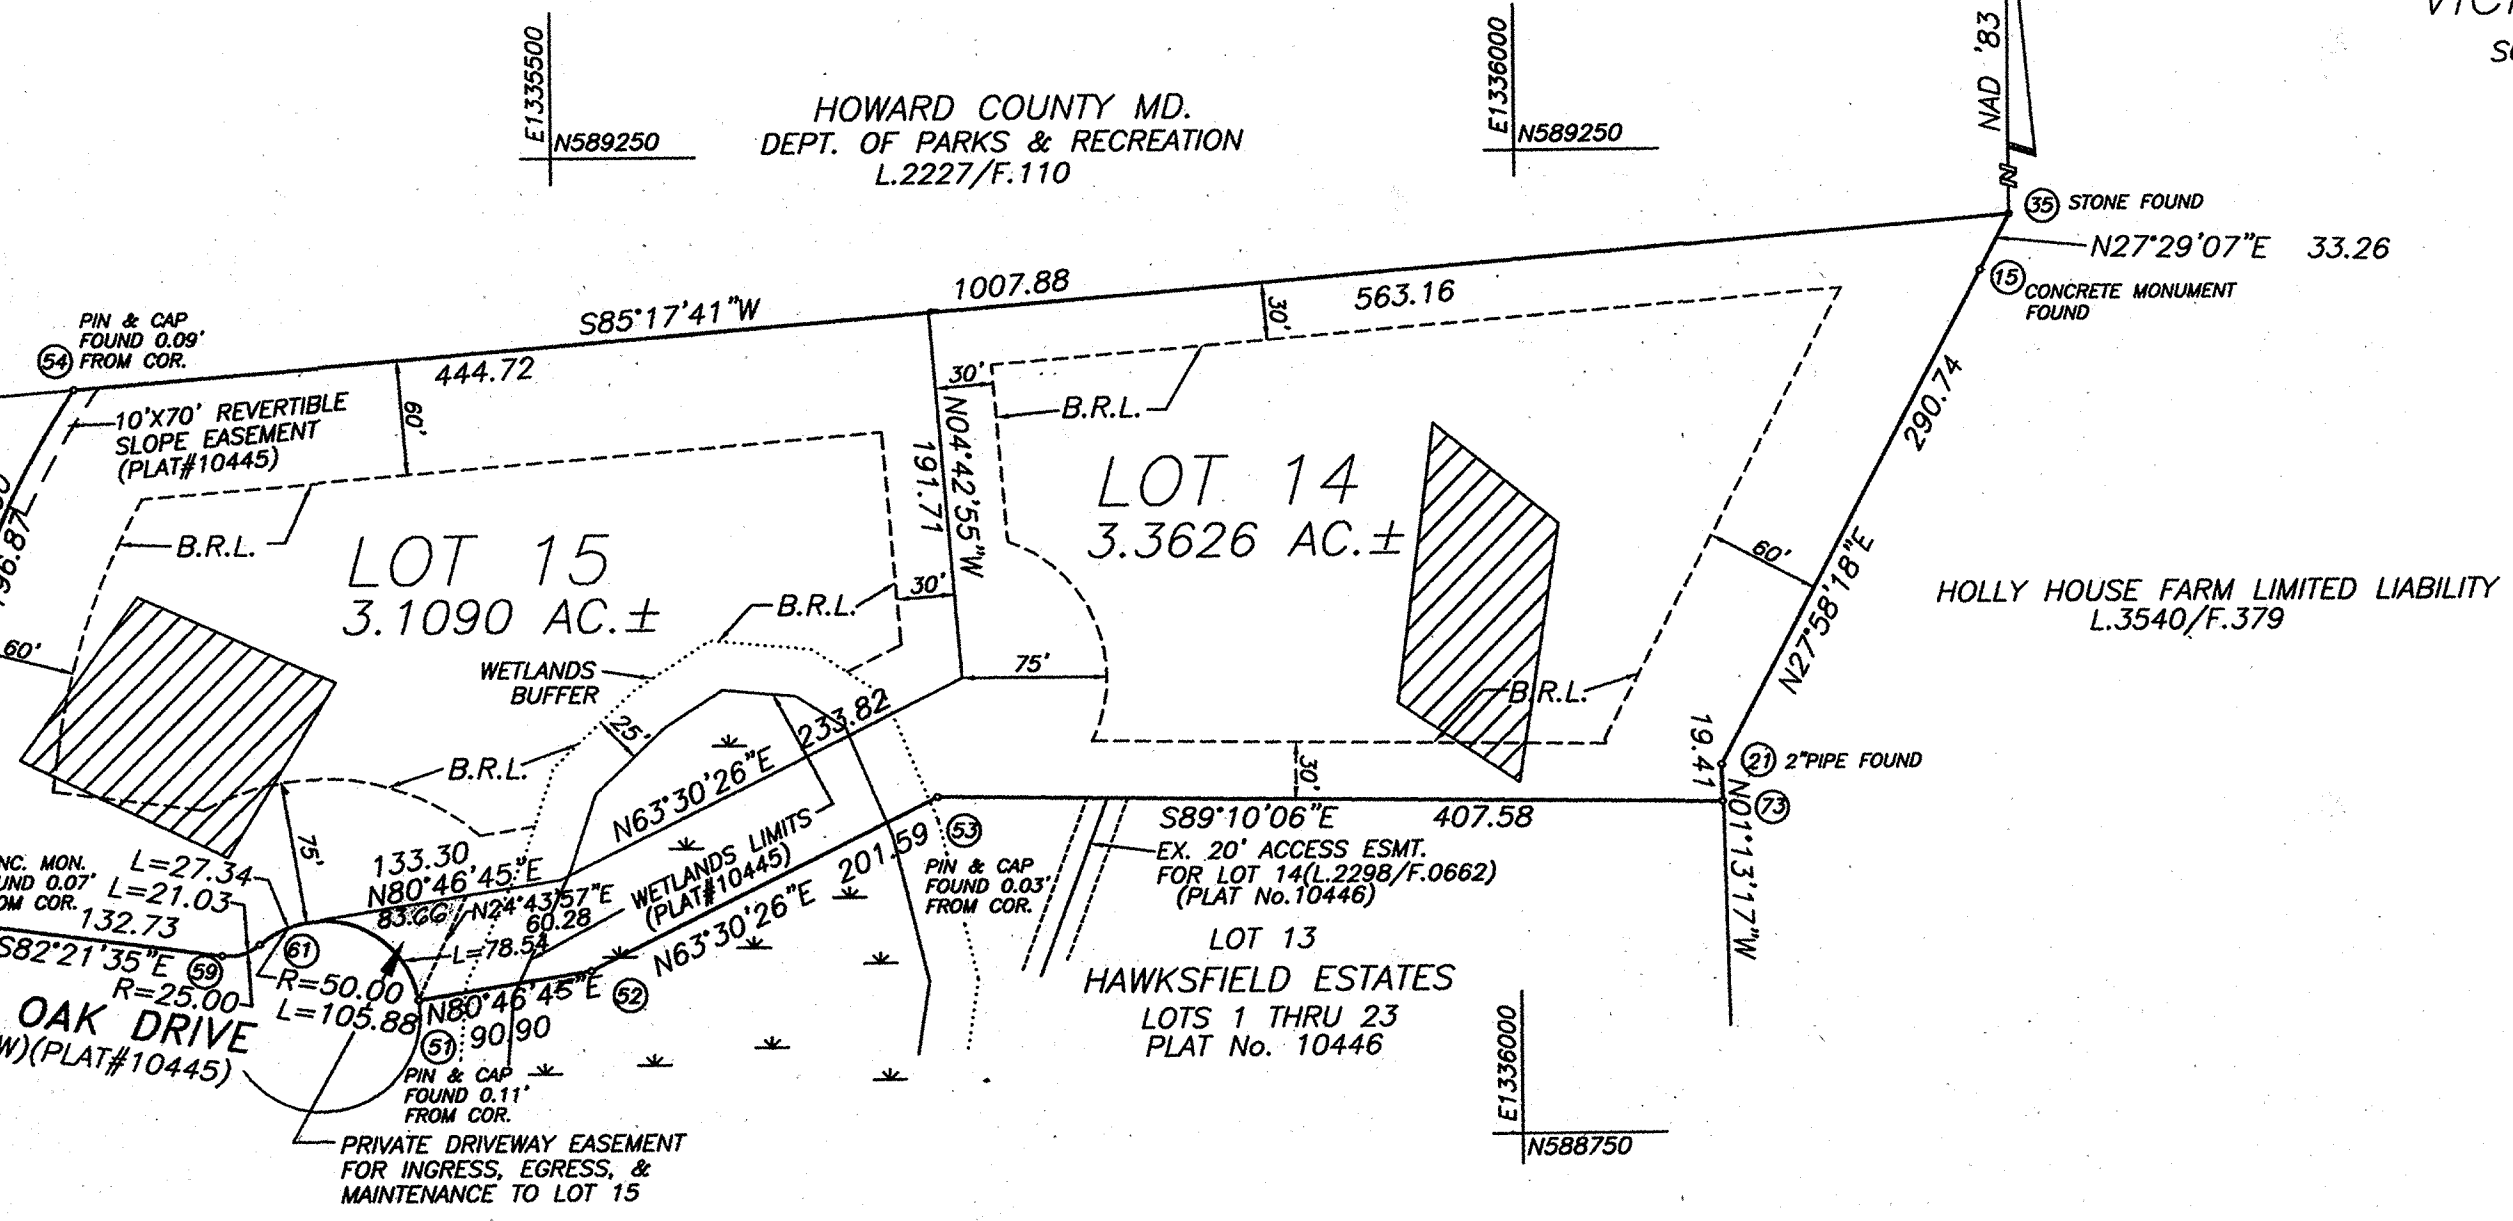 VICI
E1335500
N589250
HOWARD COUNTY MD.
DEPT. OF PARKS & RECREATION
L.2227/F.110
E1336000
N589250
NAD '83
N
35 STONE FOUND
N27°29'07"E 33.26
15 CONCRETE MONUMENT
FOUND
PIN & CAP
FOUND 0.09'
54 FROM COR.
S85°17'41"W
1007.88
444.72
563.16
30'
60'
10'X70' REVERTIBLE
SLOPE EASEMENT
(PLAT#10445)
B.R.L.
LOT 15
3.1090 AC.±
191.71
N04°42'55"W
30'
30'
B.R.L.
LOT 14
3.3626 AC.±
290.74
N27°58'18"E
60'
HOLLY HOUSE FARM LIMITED LIABILITY
L.3540/F.379
196.87
60'
B.R.L.
WETLANDS
BUFFER
25'
75'
B.R.L.
B.R.L.
N63°30'26"E 233.82
30'
19.41
21 2"PIPE FOUND
73
N01°13'17"W
75'
133.30
N80°46'45"E
83.66
N24°43'57"E
60.28
L=78.54
WETLANDS LIMITS
(PLAT#10445)
N63°30'26"E 201.59
53
PIN & CAP
FOUND 0.03'
FROM COR.
S89°10'06"E 407.58
EX. 20' ACCESS ESMT.
FOR LOT 14(L.2298/F.0662)
(PLAT No.10446)
LOT 13
HAWKSFIELD ESTATES
LOTS 1 THRU 23
PLAT No. 10446
NC. MON.
UND 0.07'
OM COR.
L=27.34
L=21.03
132.73
S82°21'35"E 59
61
R=25.00
R=50.00
L=105.88
N80°46'45"E 52
51 90.90
OAK DRIVE
W)(PLAT#10445)
PIN & CAP
FOUND 0.11'
FROM COR.
PRIVATE DRIVEWAY EASEMENT
FOR INGRESS, EGRESS, &
MAINTENANCE TO LOT 15
E1336000
N588750